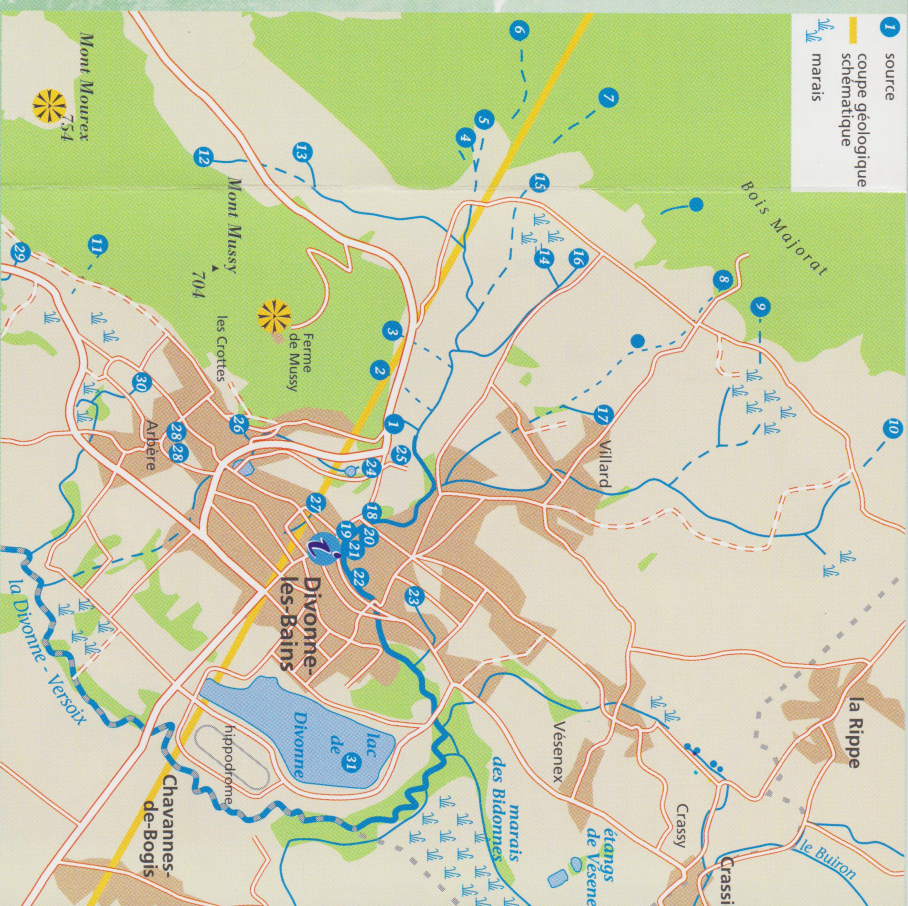 1 source
coupe géologique
schématique
marais
6
7
5
4
15
Bois Majorat
Mont Mourex
754
12
13
Mont Mussy
704
11
29
14
16
8
9
3
2
Ferme
de Mussy
les Crottes
30
1
17
Villard
10
26
28
28
Arbère
24
25
27
18
19
20
21
i
22
23
Divonne-
les-Bains
la Divonne - Versoix
lac
de
Divonne
31
hippodrome
Chavannes-
de-Bogis
Vésenex
marais
des Bidonnes
étangs
de Vésene
la Rippe
Crassy
Crassi
le Buiron